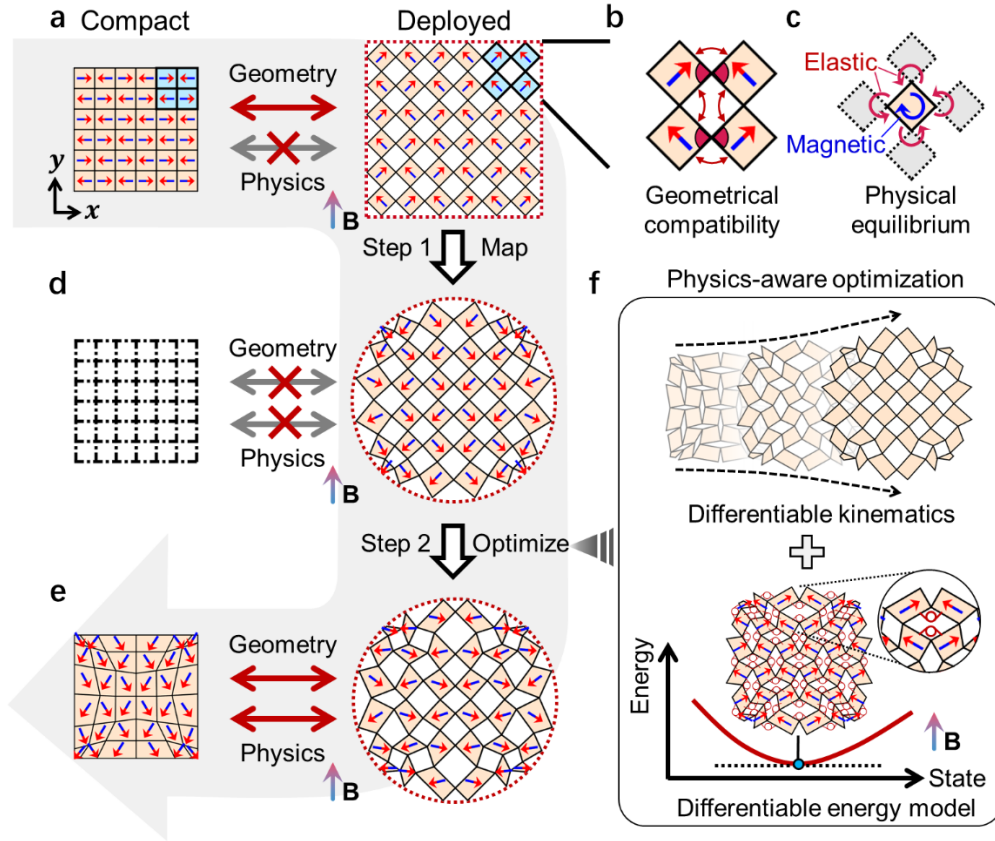 a
Compact
Deployed
Geometry
Physics
B
y
x
b
Geometrical
compatibility
c
Elastic
Magnetic
Physical
equilibrium
Step 1
Map
d
Geometry
Physics
B
Step 2
Optimize
e
Geometry
Physics
B
f
Physics-aware optimization
Differentiable kinematics
Energy
B
State
Differentiable energy model